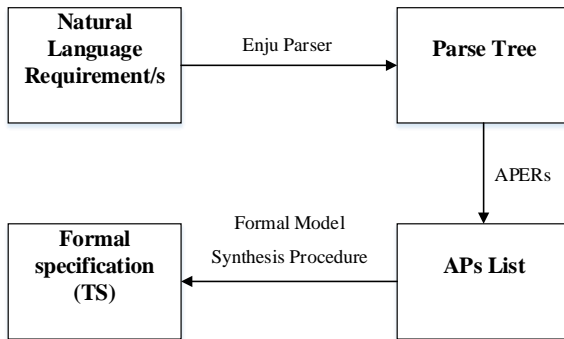 Natural
Language
Requirement/s
Enju Parser
Parse Tree
APERs
Formal
specification
(TS)
Formal Model
Synthesis Procedure
APs List